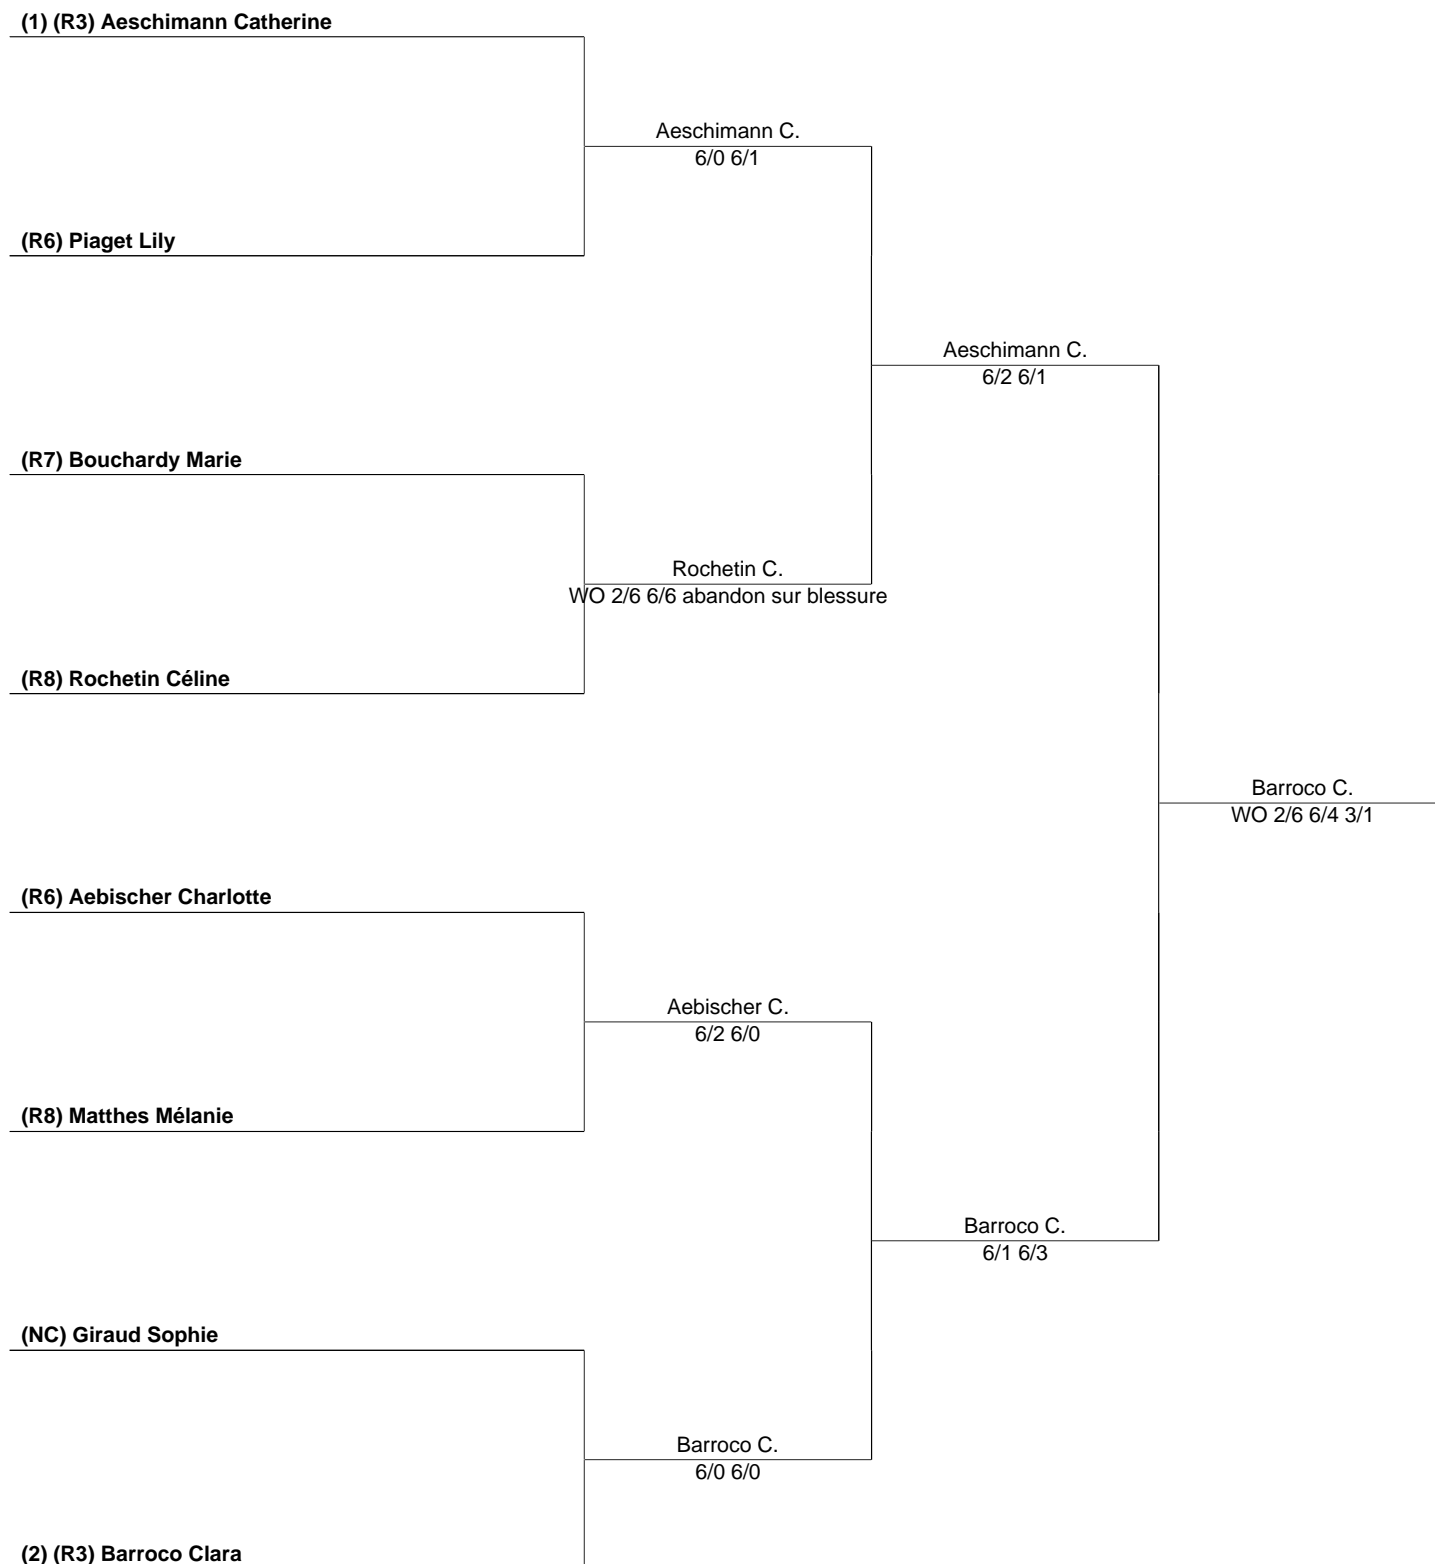 (1) (R3) Aeschimann Catherine
Aeschimann C.
6/0 6/1
(R6) Piaget Lily
Aeschimann C.
6/2 6/1
(R7) Bouchardy Marie
Rochetin C.
WO 2/6 6/6 abandon sur blessure
(R8) Rochetin Céline
Barroco C.
WO 2/6 6/4 3/1
(R6) Aebischer Charlotte
Aebischer C.
6/2 6/0
(R8) Matthes Mélanie
Barroco C.
6/1 6/3
(NC) Giraud Sophie
Barroco C.
6/0 6/0
(2) (R3) Barroco Clara